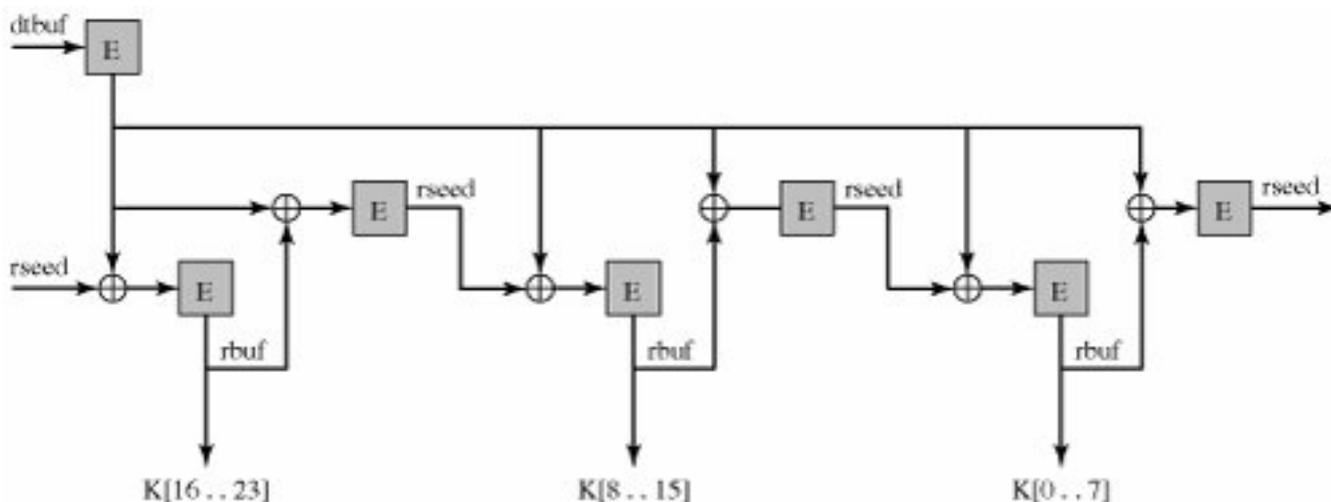 dtbuf
E
E rseed E rseed E rseed
rseed E E E
rbuf rbuf rbuf
K[16 . . 23] K[8 . . 15] K[0 . . 7]